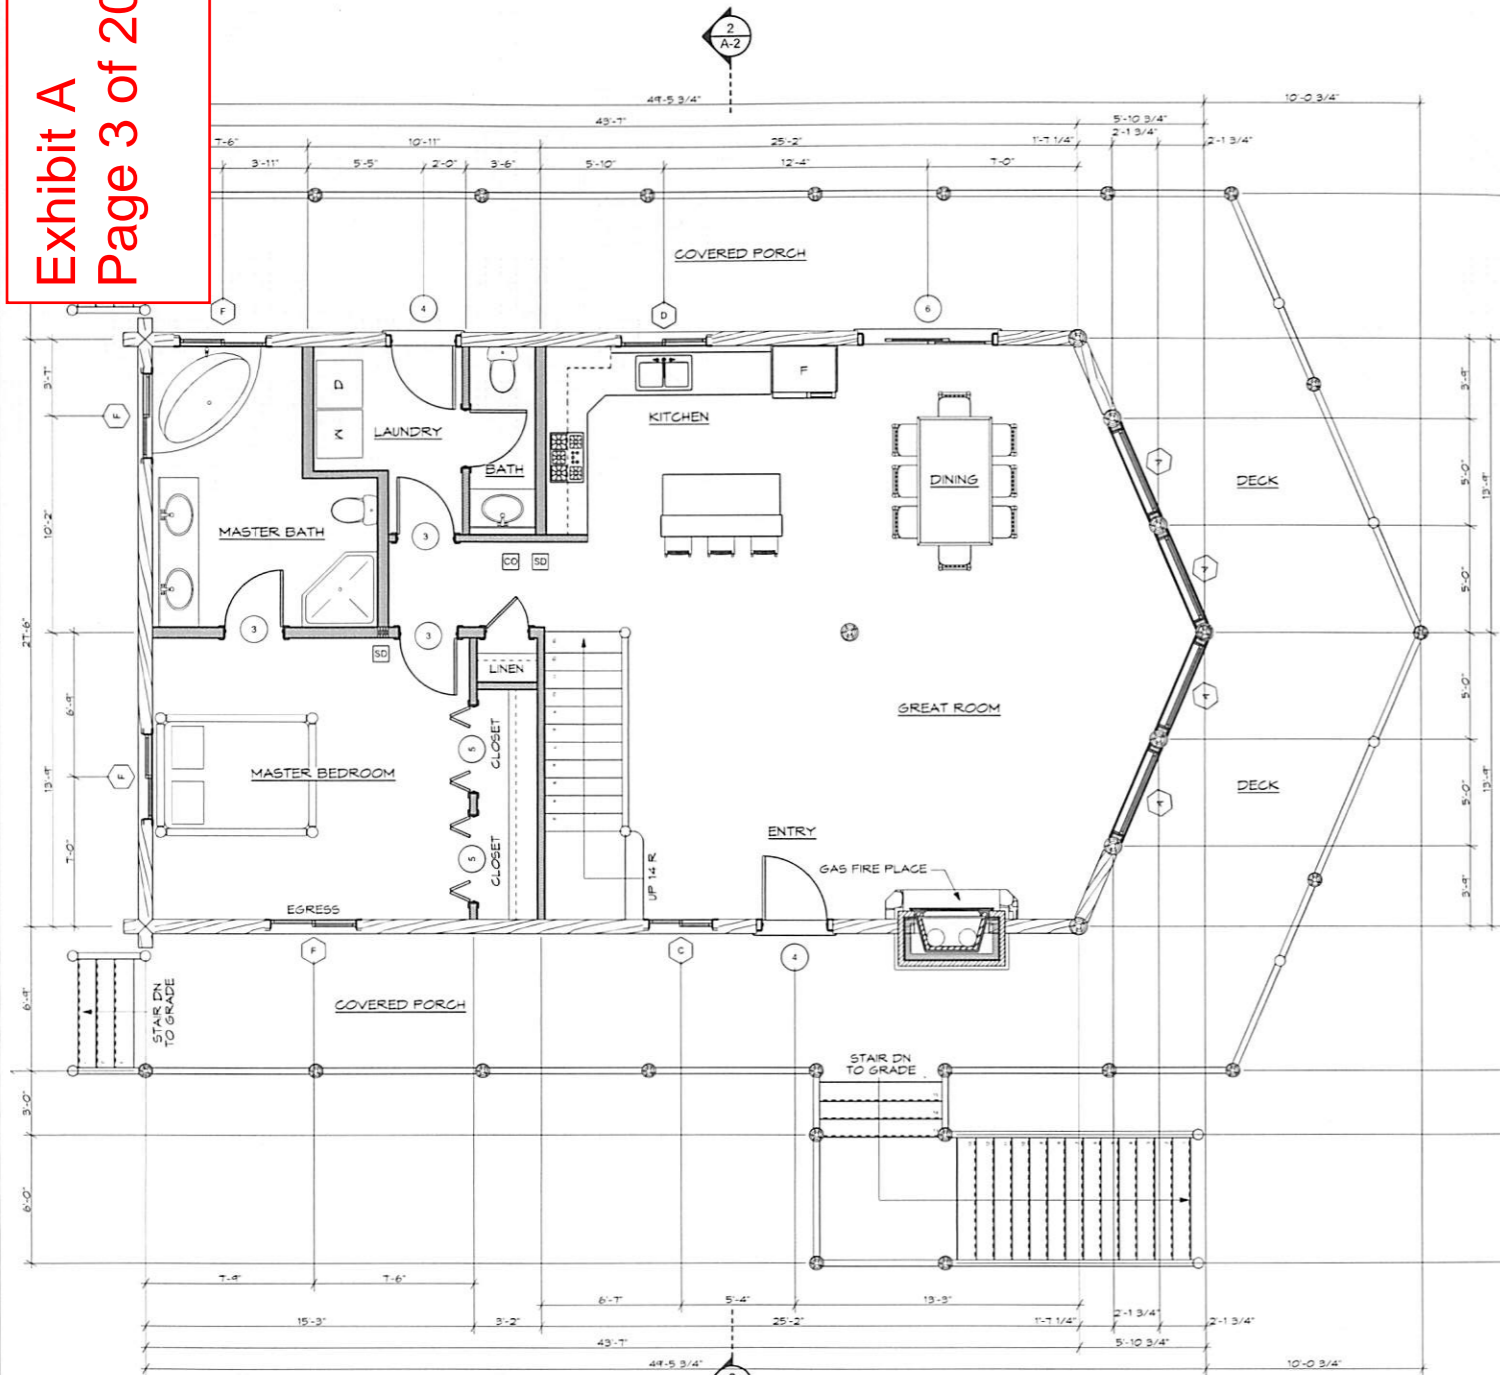 Exhibit A
Page 3 of 20
2
A-2
49'-5 3/4"
10'-0 3/4"
43'-7"
5'-10 3/4"
7'-6"
10'-11"
25'-2"
1'-7 1/4"
2'-1 3/4"
2'-1 3/4"
3'-11"
5'-5"
2'-0"
3'-6"
5'-10"
12'-4"
7'-0"
COVERED PORCH
F
4
D
6
D
W
LAUNDRY
BATH
F
KITCHEN
DINING
DECK
F
3'-7"
10'-2"
27'-6"
MASTER BATH
3
CO
SD
3
3
SD
LINEN
GREAT ROOM
6'-9"
13'-9"
7'-0"
F
MASTER BEDROOM
5
CLOSET
5
CLOSET
UP 14 R
ENTRY
GAS FIRE PLACE
DECK
3'-9"
5'-0"
5'-0"
13'-9"
5'-0"
5'-0"
3'-9"
13'-9"
EGRESS
F
C
4
COVERED PORCH
STAIR DN
TO GRADE
STAIR DN
TO GRADE
6'-9"
3'-0"
6'-0"
7'-9"
7'-6"
6'-7"
5'-4"
13'-3"
15'-3"
3'-2"
25'-2"
1'-7 1/4"
2'-1 3/4"
2'-1 3/4"
43'-7"
5'-10 3/4"
49'-5 3/4"
10'-0 3/4"